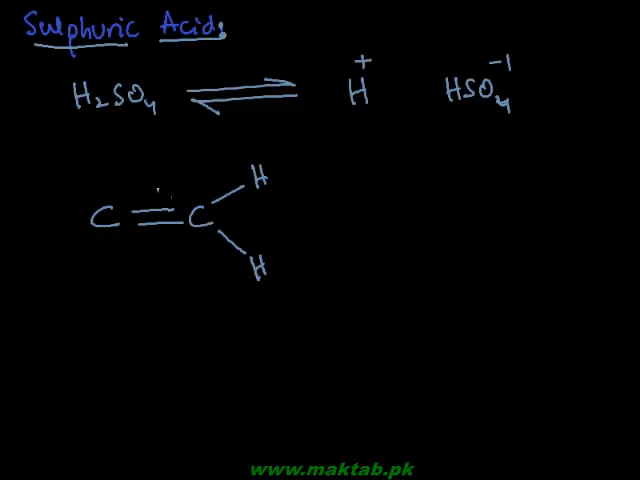 Sulphuric Acid:
H₂SO₄ ⇌ H⁺ HSO₄⁻¹
H
C = C
H
www.maktab.pk